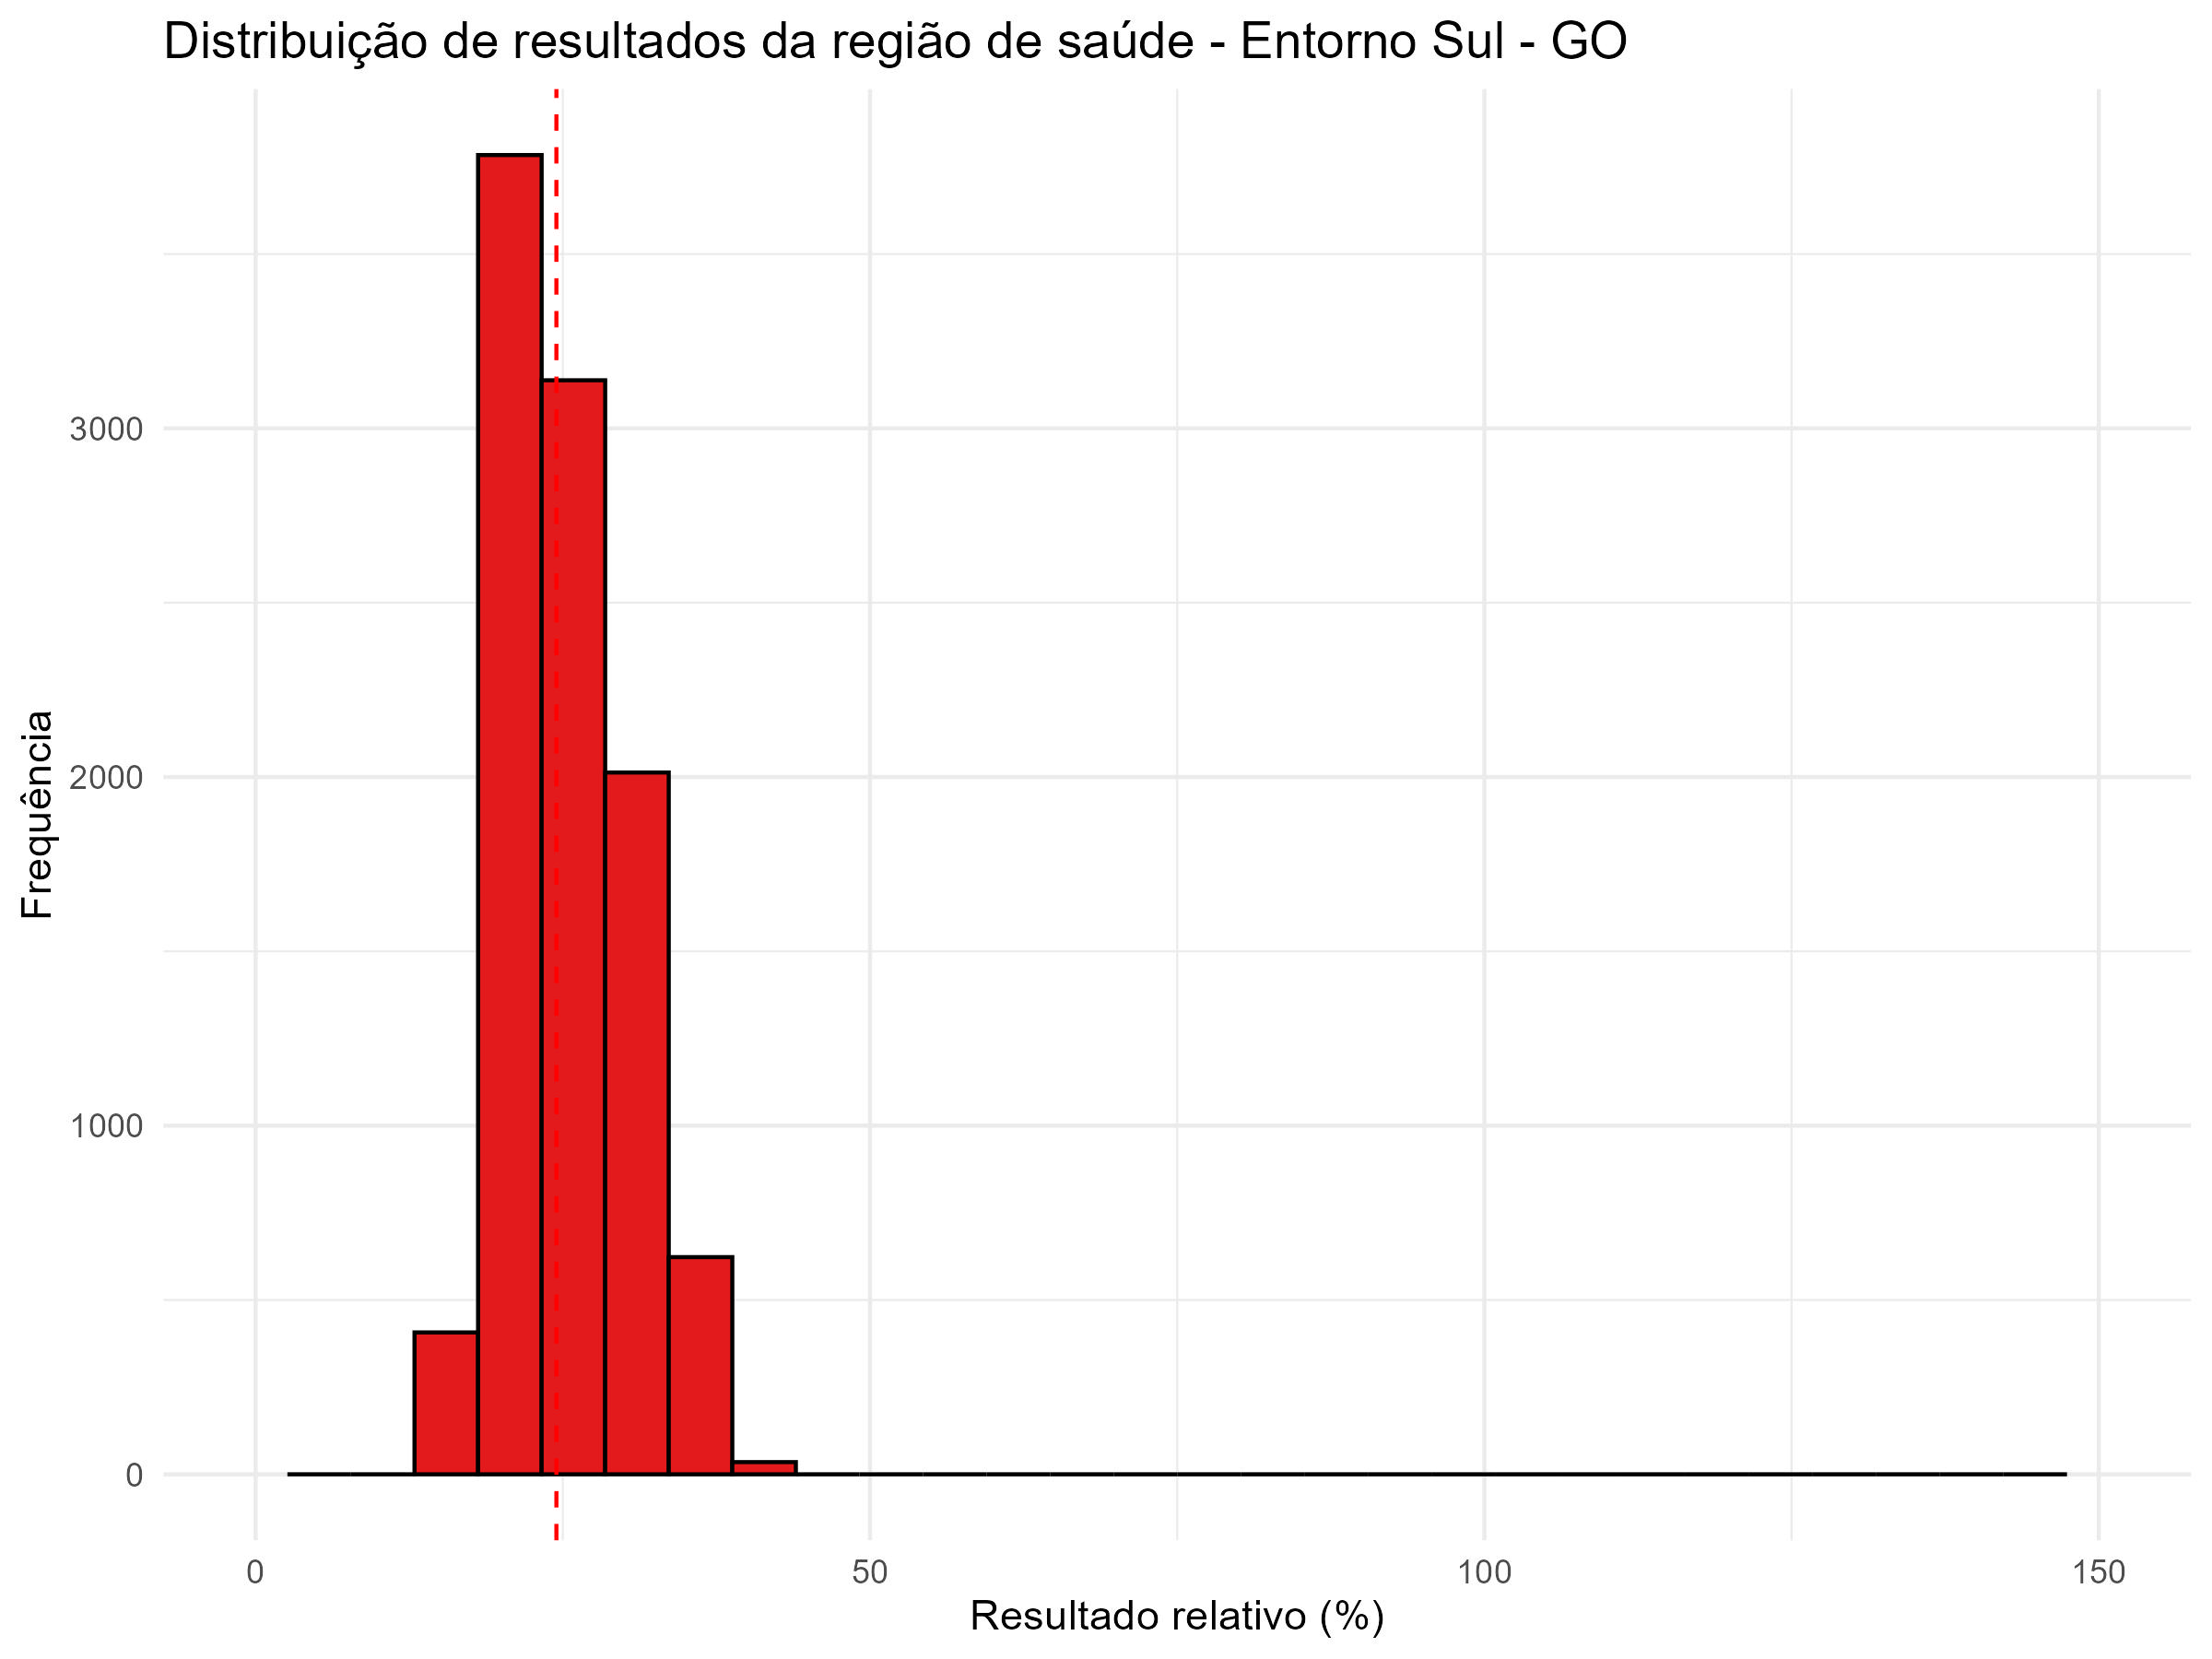 Distribuição de resultados da região de saúde - Entorno Sul - GO
Frequência
3000
2000
1000
0
0 50 100 150
Resultado relativo (%)